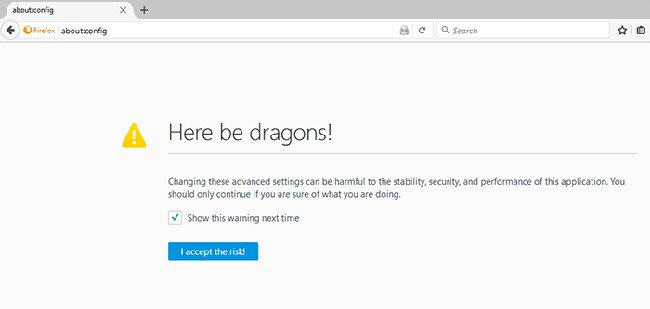 about:config
Firefox about:config
Search
Here be dragons!
Changing these advanced settings can be harmful to the stability, security, and performance of this application. You
should only continue if you are sure of what you are doing.
Show this warning next time
I accept the risk!